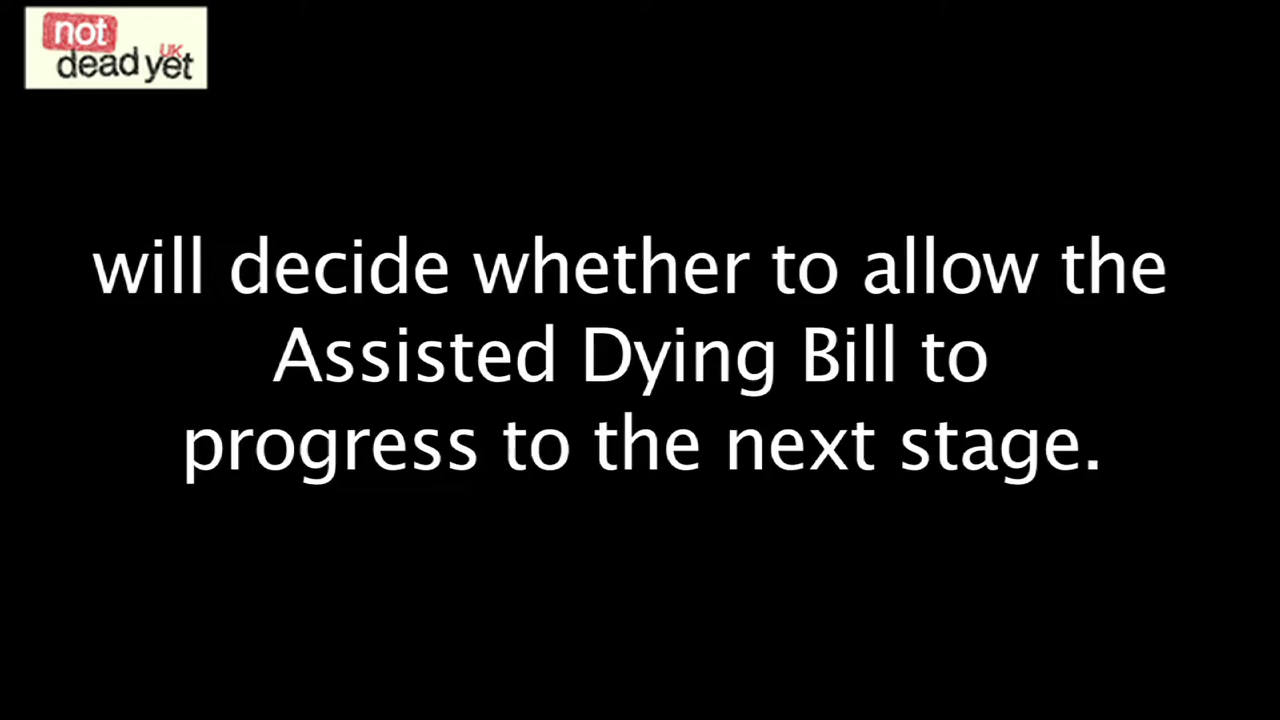 not
UK
dead yet
will decide whether to allow the
Assisted Dying Bill to
progress to the next stage.